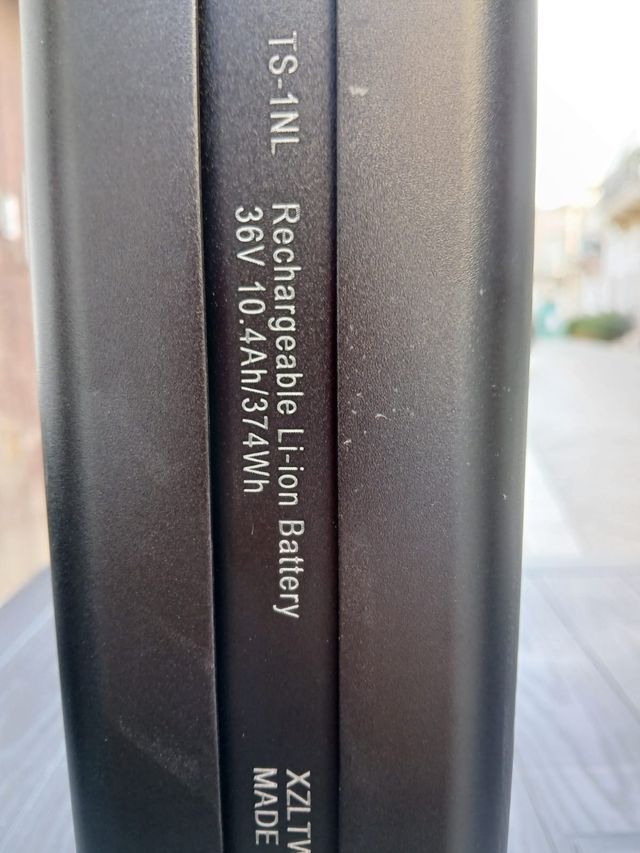 TS-1NL
Rechargeable Li-ion Battery
36V 10.4Ah/374Wh
MADE